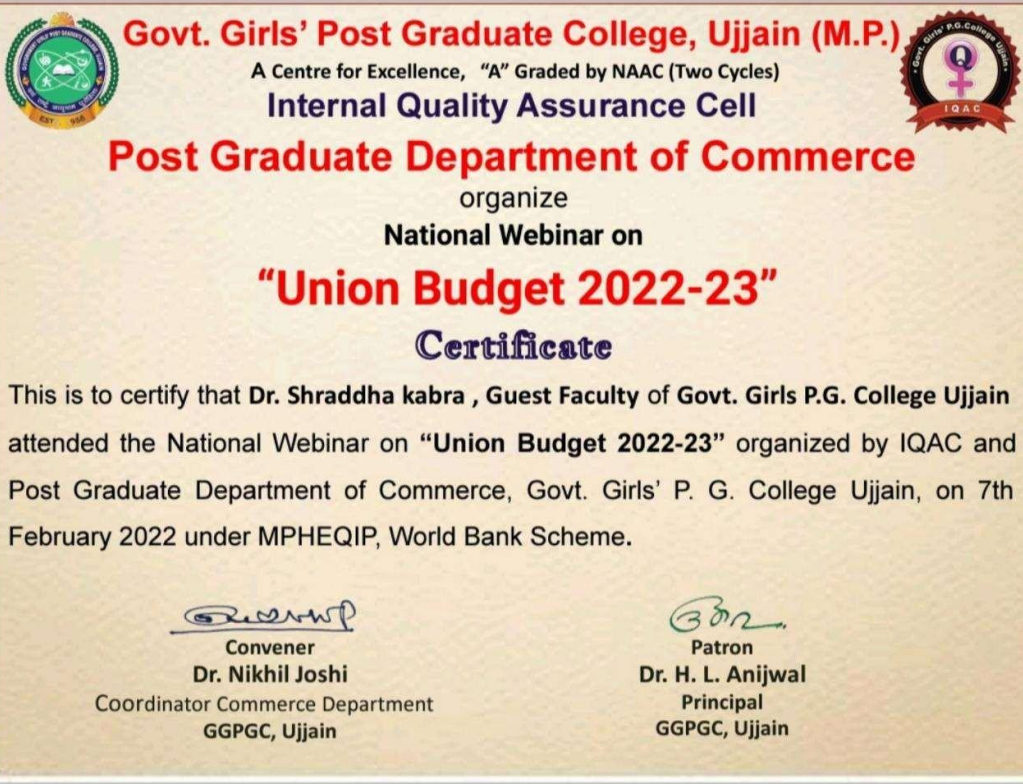 Govt. Girls' Post Graduate College, Ujjain (M.P.)
A Centre for Excellence, "A" Graded by NAAC (Two Cycles)
Internal Quality Assurance Cell
Post Graduate Department of Commerce
organize
National Webinar on
"Union Budget 2022-23"
Certificate
This is to certify that Dr. Shraddha kabra , Guest Faculty of Govt. Girls P.G. College Ujjain
attended the National Webinar on "Union Budget 2022-23" organized by IQAC and
Post Graduate Department of Commerce, Govt. Girls' P. G. College Ujjain, on 7th
February 2022 under MPHEQIP, World Bank Scheme.
Convener
Dr. Nikhil Joshi
Coordinator Commerce Department
GGPGC, Ujjain
Patron
Dr. H. L. Anijwal
Principal
GGPGC, Ujjain
Govt. Girls' P.G.College Ujjain
IQAC